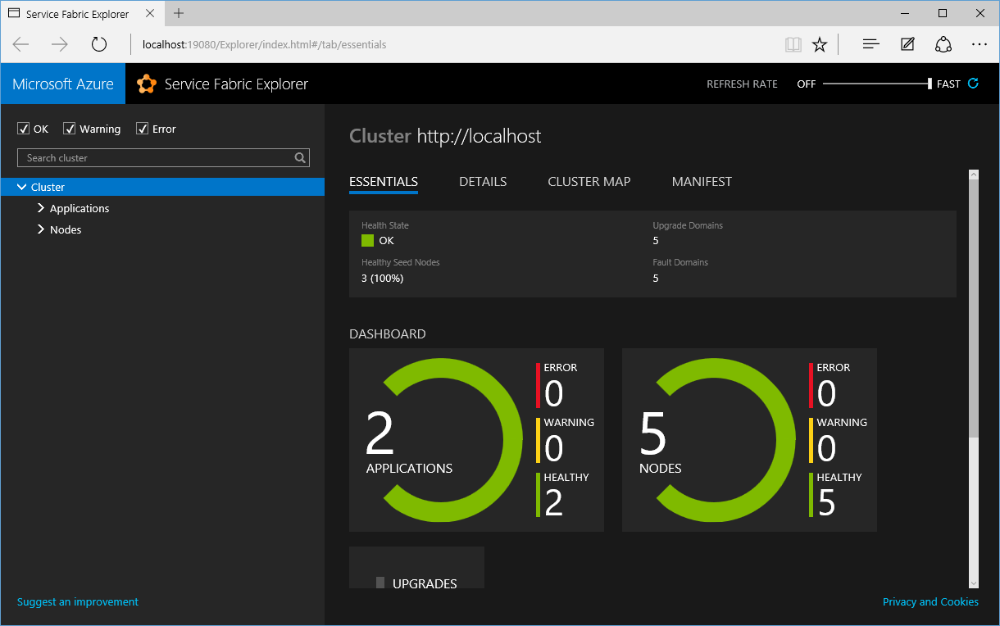 Service Fabric Explorer
localhost:19080/Explorer/index.html#/tab/essentials
Microsoft Azure
Service Fabric Explorer
REFRESH RATE OFF FAST
OK Warning Error
Search cluster
Cluster
Applications
Nodes
Suggest an improvement
Cluster http://localhost
ESSENTIALS DETAILS CLUSTER MAP MANIFEST
Health State
OK
Upgrade Domains
5
Healthy Seed Nodes
3 (100%)
Fault Domains
5
DASHBOARD
2
APPLICATIONS
ERROR
0
WARNING
0
HEALTHY
2
5
NODES
ERROR
0
WARNING
0
HEALTHY
5
UPGRADES
Privacy and Cookies